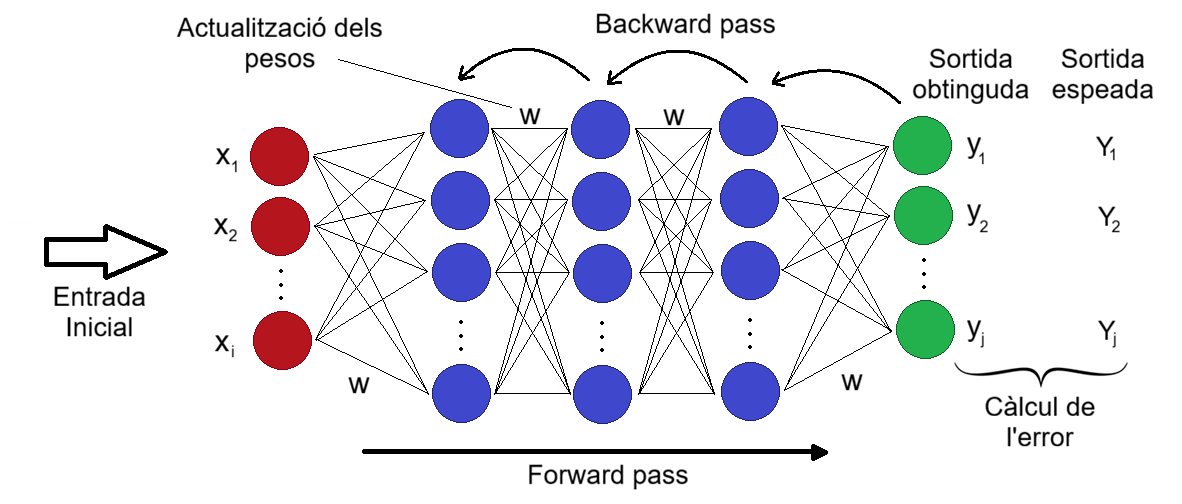 Actualització dels
pesos
Backward pass
Sortida
obtinguda
Sortida
espeada
w
w
x1
y1
Y1
x2
y2
Y2
Entrada
Inicial
xi
yj
Yj
w
w
Càlcul de
l'error
Forward pass